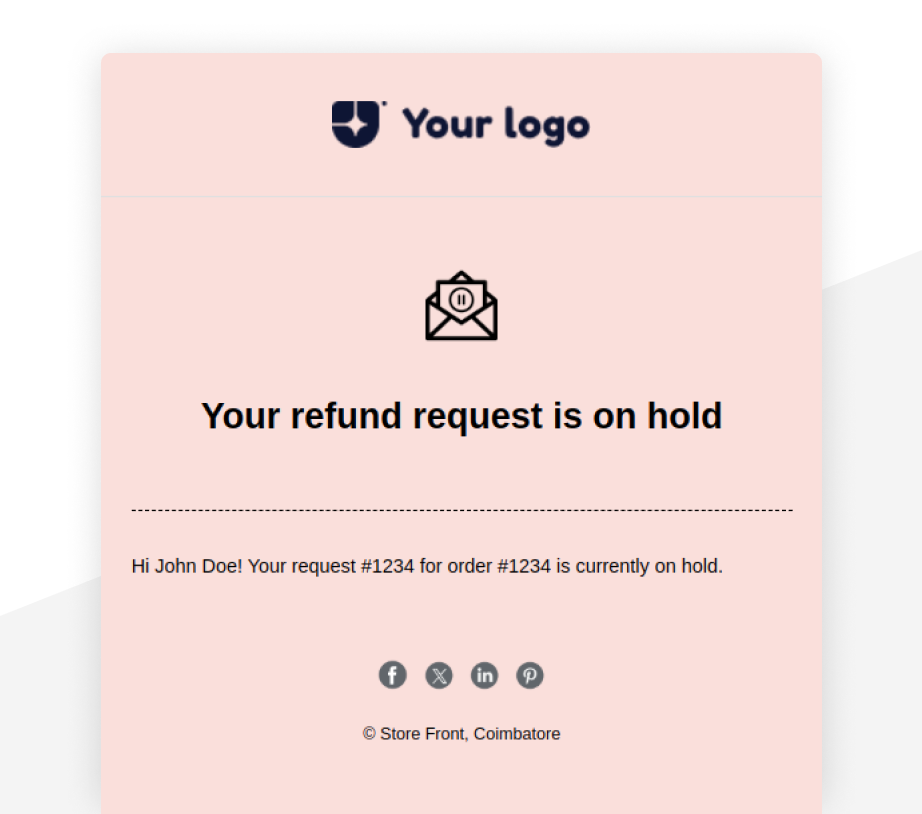 Your logo
Your refund request is on hold
Hi John Doe! Your request #1234 for order #1234 is currently on hold.
© Store Front, Coimbatore